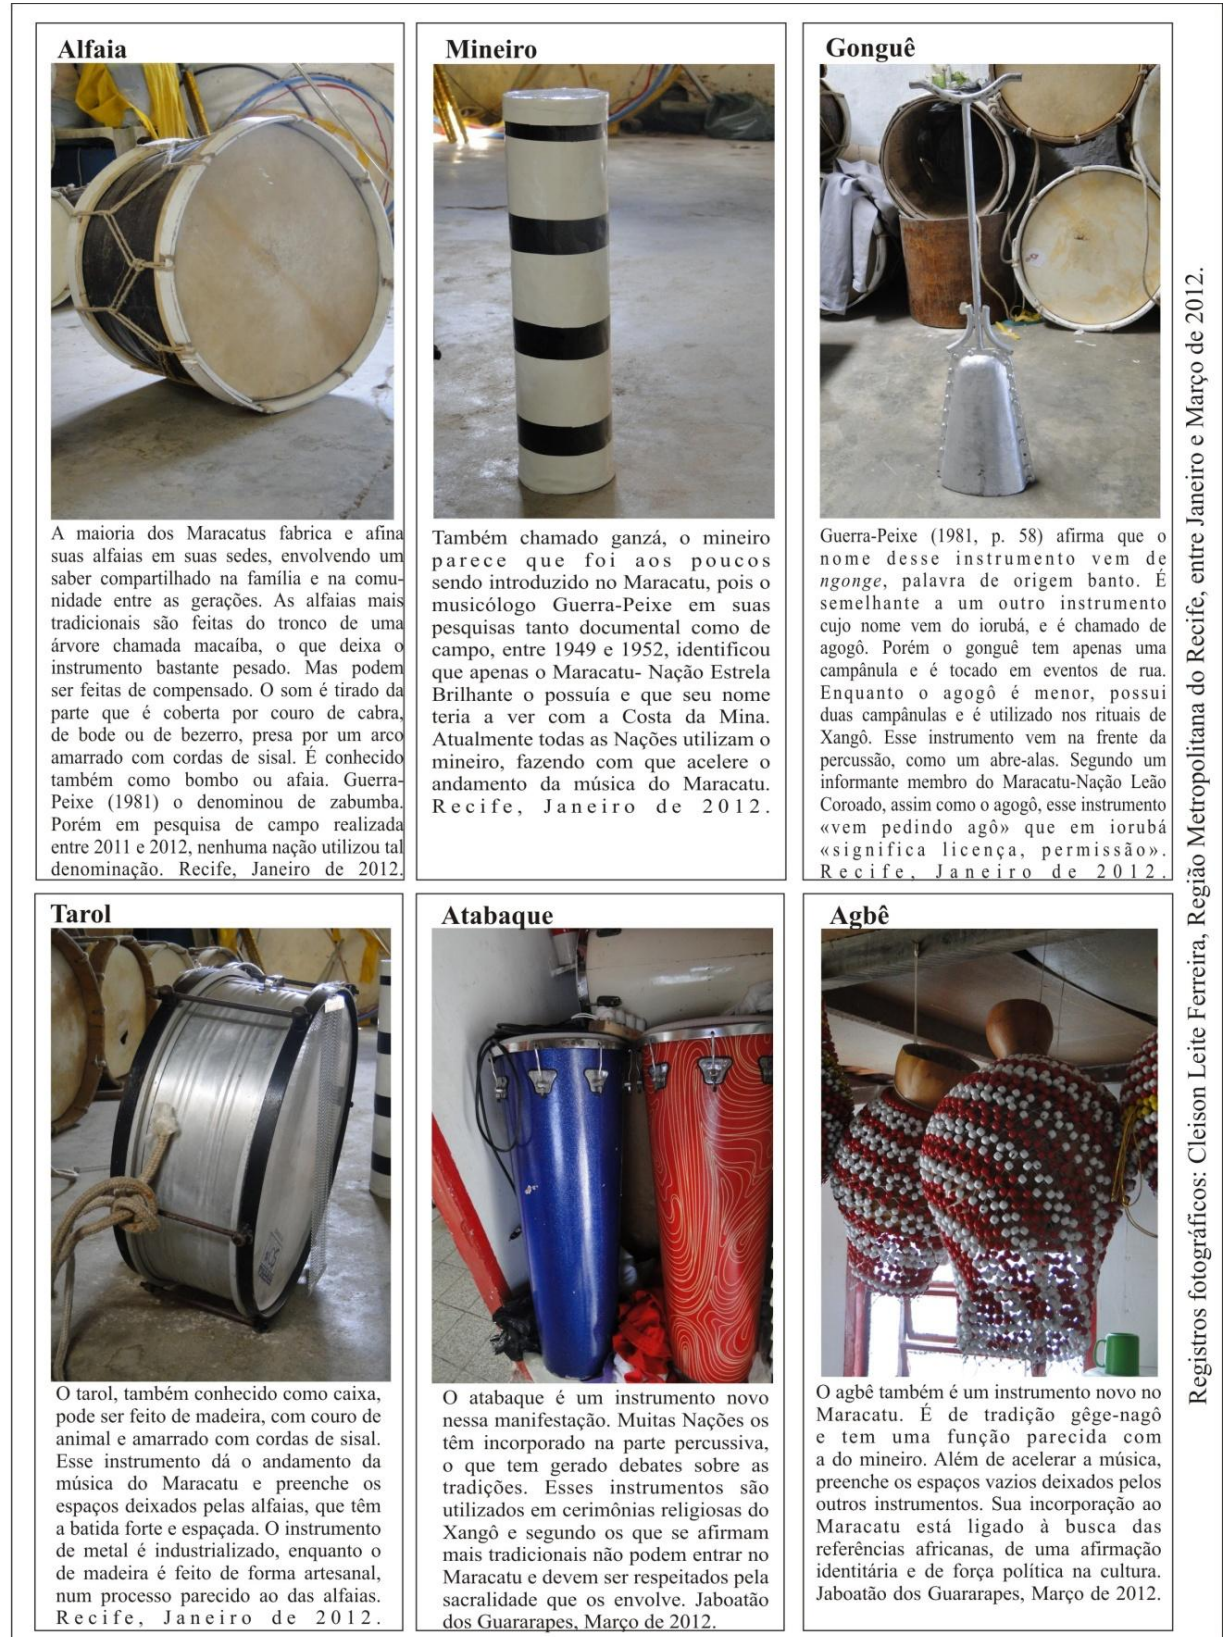 Alfaia
A maioria dos Maracatus fabrica e afina
suas alfaias em suas sedes, envolvendo um
saber compartilhado na família e na comu-
nidade entre as gerações. As alfaias mais
tradicionais são feitas do tronco de uma
árvore chamada macaíba, o que deixa o
instrumento bastante pesado. Mas podem
ser feitas de compensado. O som é tirado da
parte que é coberta por couro de cabra,
de bode ou de bezerro, presa por um arco
amarrado com cordas de sisal. É conhecido
também como bombo ou afaia. Guerra-
Peixe (1981) o denominou de zabumba.
Porém em pesquisa de campo realizada
entre 2011 e 2012, nenhuma nação utilizou tal
denominação. Recife, Janeiro de 2012.
Mineiro
Também chamado ganzá, o mineiro
parece que foi aos poucos
sendo introduzido no Maracatu, pois o
musicólogo Guerra-Peixe em suas
pesquisas tanto documental como de
campo, entre 1949 e 1952, identificou
que apenas o Maracatu- Nação Estrela
Brilhante o possuía e que seu nome
teria a ver com a Costa da Mina.
Atualmente todas as Nações utilizam o
mineiro, fazendo com que acelere o
andamento da música do Maracatu.
Recife, Janeiro de 2012.
Gonguê
Guerra-Peixe (1981, p. 58) afirma que o
nome desse instrumento vem de
ngonge, palavra de origem banto. É
semelhante a um outro instrumento
cujo nome vem do iorubá, e é chamado de
agogô. Porém o gonguê tem apenas uma
campânula e é tocado em eventos de rua.
Enquanto o agogô é menor, possui
duas campânulas e é utilizado nos rituais de
Xangô. Esse instrumento vem na frente da
percussão, como um abre-alas. Segundo um
informante membro do Maracatu-Nação Leão
Coroado, assim como o agogô, esse instrumento
«vem pedindo agô» que em iorubá
«significa licença, permissão».
Recife, Janeiro de 2012.
Tarol
O tarol, também conhecido como caixa,
pode ser feito de madeira, com couro de
animal e amarrado com cordas de sisal.
Esse instrumento dá o andamento da
música do Maracatu e preenche os
espaços deixados pelas alfaias, que têm
a batida forte e espaçada. O instrumento
de metal é industrializado, enquanto o
de madeira é feito de forma artesanal,
num processo parecido ao das alfaias.
Recife, Janeiro de 2012.
Atabaque
O atabaque é um instrumento novo
nessa manifestação. Muitas Nações os
têm incorporado na parte percussiva,
o que tem gerado debates sobre as
tradições. Esses instrumentos são
utilizados em cerimônias religiosas do
Xangô e segundo os que se afirmam
mais tradicionais não podem entrar no
Maracatu e devem ser respeitados pela
sacralidade que os envolve. Jaboatão
dos Guararapes, Março de 2012.
Agbê
O agbê também é um instrumento novo no
Maracatu. É de tradição gêge-nagô
e tem uma função parecida com
a do mineiro. Além de acelerar a música,
preenche os espaços vazios deixados pelos
outros instrumentos. Sua incorporação ao
Maracatu está ligado à busca das
referências africanas, de uma afirmação
identitária e de força política na cultura.
Jaboatão dos Guararapes, Março de 2012.
Registros fotográficos: Cleison Leite Ferreira, Região Metropolitana do Recife, entre Janeiro e Março de 2012.